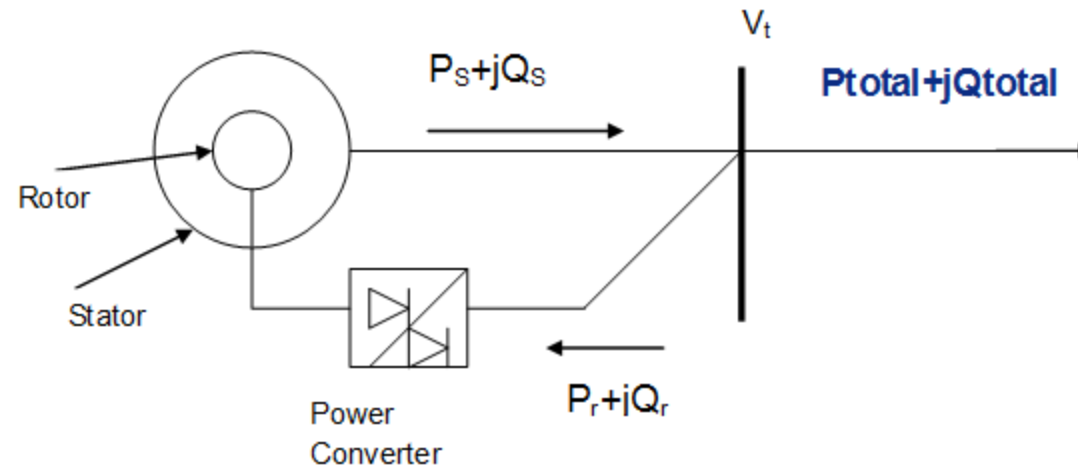 Vt
PS+jQS
Ptotal+jQtotal
Rotor
Stator
Pr+jQr
Power
Converter